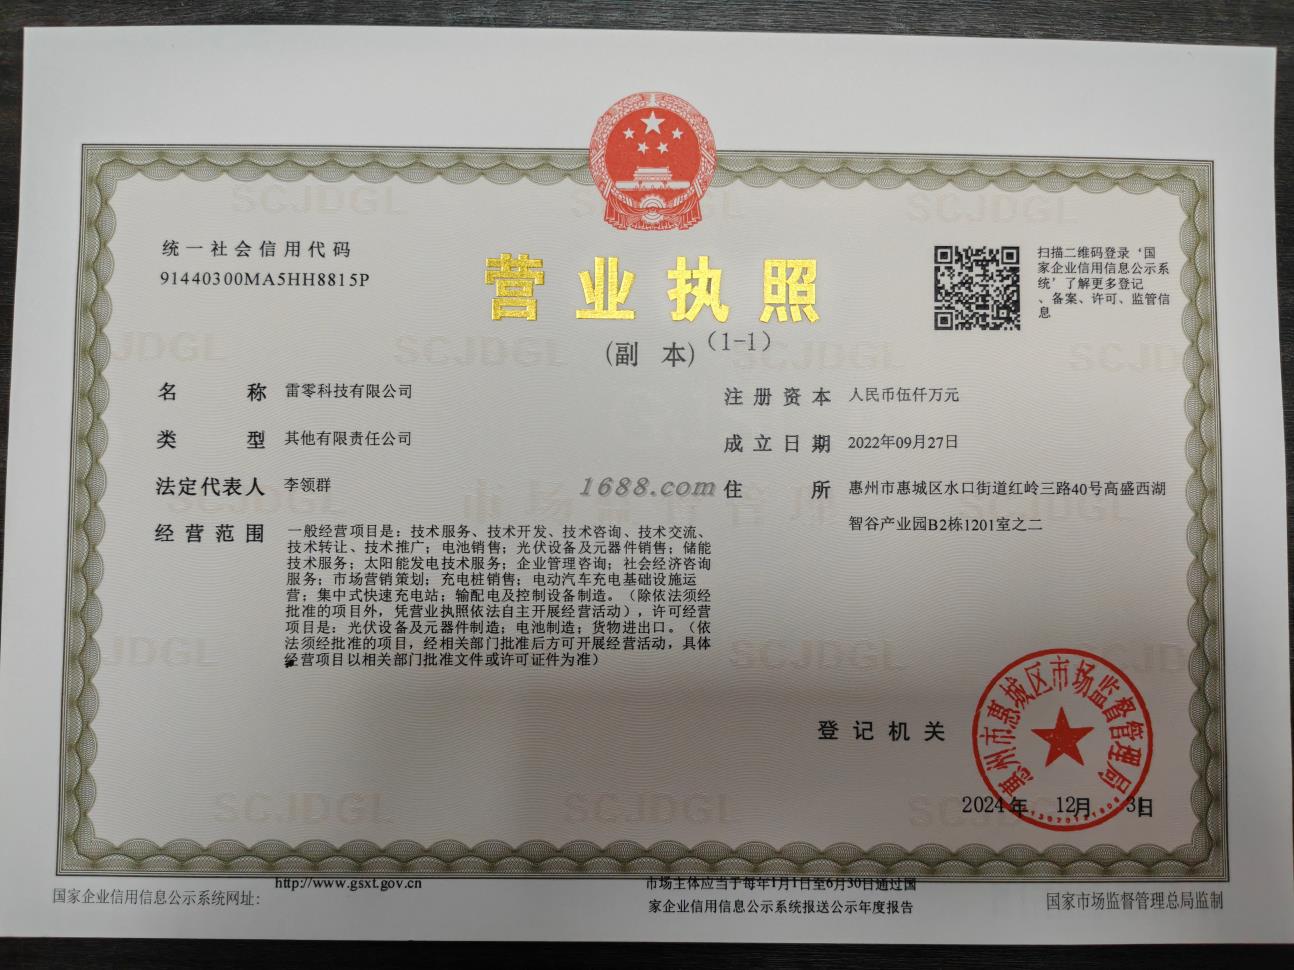 统一社会信用代码
91440300MA5HH8815P
营业执照
(副 本)（1-1）
扫描二维码登录‘国
家企业信用信息公示系
统’了解更多登记
、备案、许可、监管信
息
名 称 雷零科技有限公司
类 型 其他有限责任公司
法定代表人 李领群
经营范围 一般经营项目是：技术服务、技术开发、技术咨询、技术交流、
技术转让、技术推广；电池销售；光伏设备及元器件销售；储能
技术服务；太阳能发电技术服务；企业管理咨询；社会经济咨询
服务；市场营销策划；充电桩销售；电动汽车充电基础设施运
营；集中式快速充电站；输配电及控制设备制造。（除依法须经
批准的项目外，凭营业执照依法自主开展经营活动），许可经营
项目是：光伏设备及元器件制造；电池制造；货物进出口。（依
法须经批准的项目，经相关部门批准后方可开展经营活动，具体
经营项目以相关部门批准文件或许可证件为准）
注册资本 人民币伍仟万元
成立日期 2022年09月27日
住 所 惠州市惠城区水口街道红岭三路40号高盛西湖
智谷产业园B2栋1201室之二
1688.com
登记机关
惠州市惠城区市场监督管理局
2024年 12月 31日
国家企业信用信息公示系统网址：
http://www.gsxt.gov.cn
市场主体应当于每年1月1日至6月30日通过国
家企业信用信息公示系统报送公示年度报告
国家市场监督管理总局监制
SCJDGL
市场监管管理